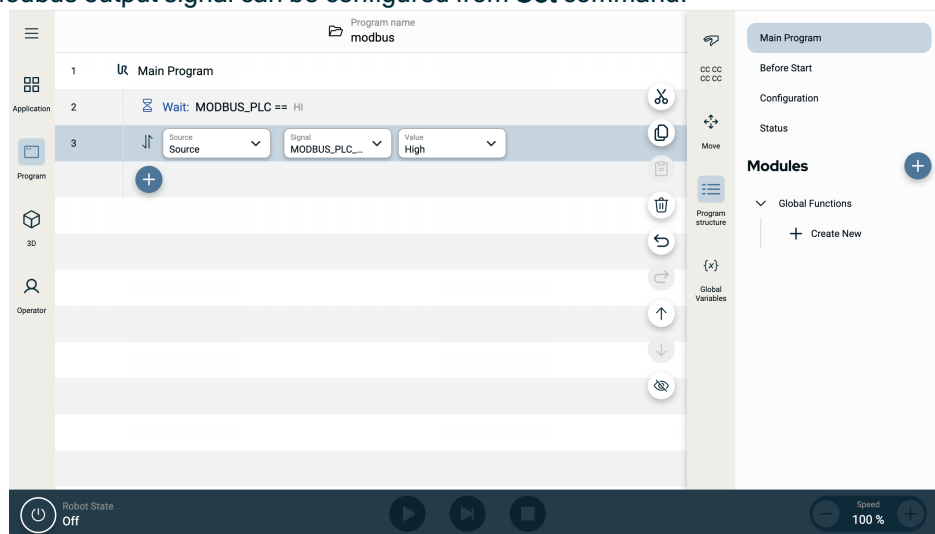 odbus output signal can be configured from Set command.
Program name
modbus
Application
Program
3D
Operator
1 Main Program
2 Wait: MODBUS_PLC == HI
3
Source
Source
Signal
MODBUS_PLC_...
Value
High
CC CC
CC CC
Move
Program
structure
{x}
Global
Variables
Main Program
Before Start
Configuration
Status
Modules
Global Functions
Create New
Robot State
Off
Speed
100 %